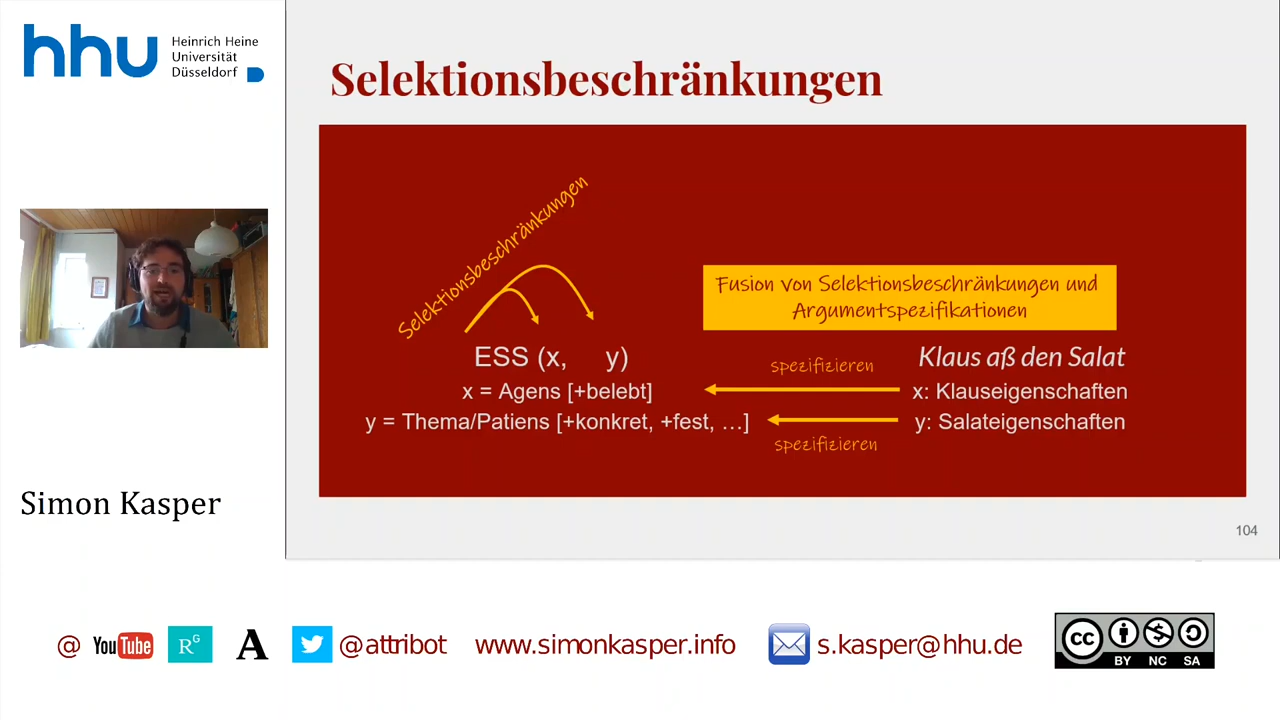 hhu
Heinrich Heine
Universität
Düsseldorf
Selektionsbeschränkungen
Selektionsbeschränkungen
Fusion von Selektionsbeschränkungen und
Argumentspezifikationen
ESS (x, y)
spezifizieren
Klaus aß den Salat
x = Agens [+belebt]
x: Klauseigenschaften
y = Thema/Patiens [+konkret, +fest, …]
y: Salateigenschaften
spezifizieren
Simon Kasper
104
@ YouTube RG A @attribot www.simonkasper.info s.kasper@hhu.de
cc BY NC SA